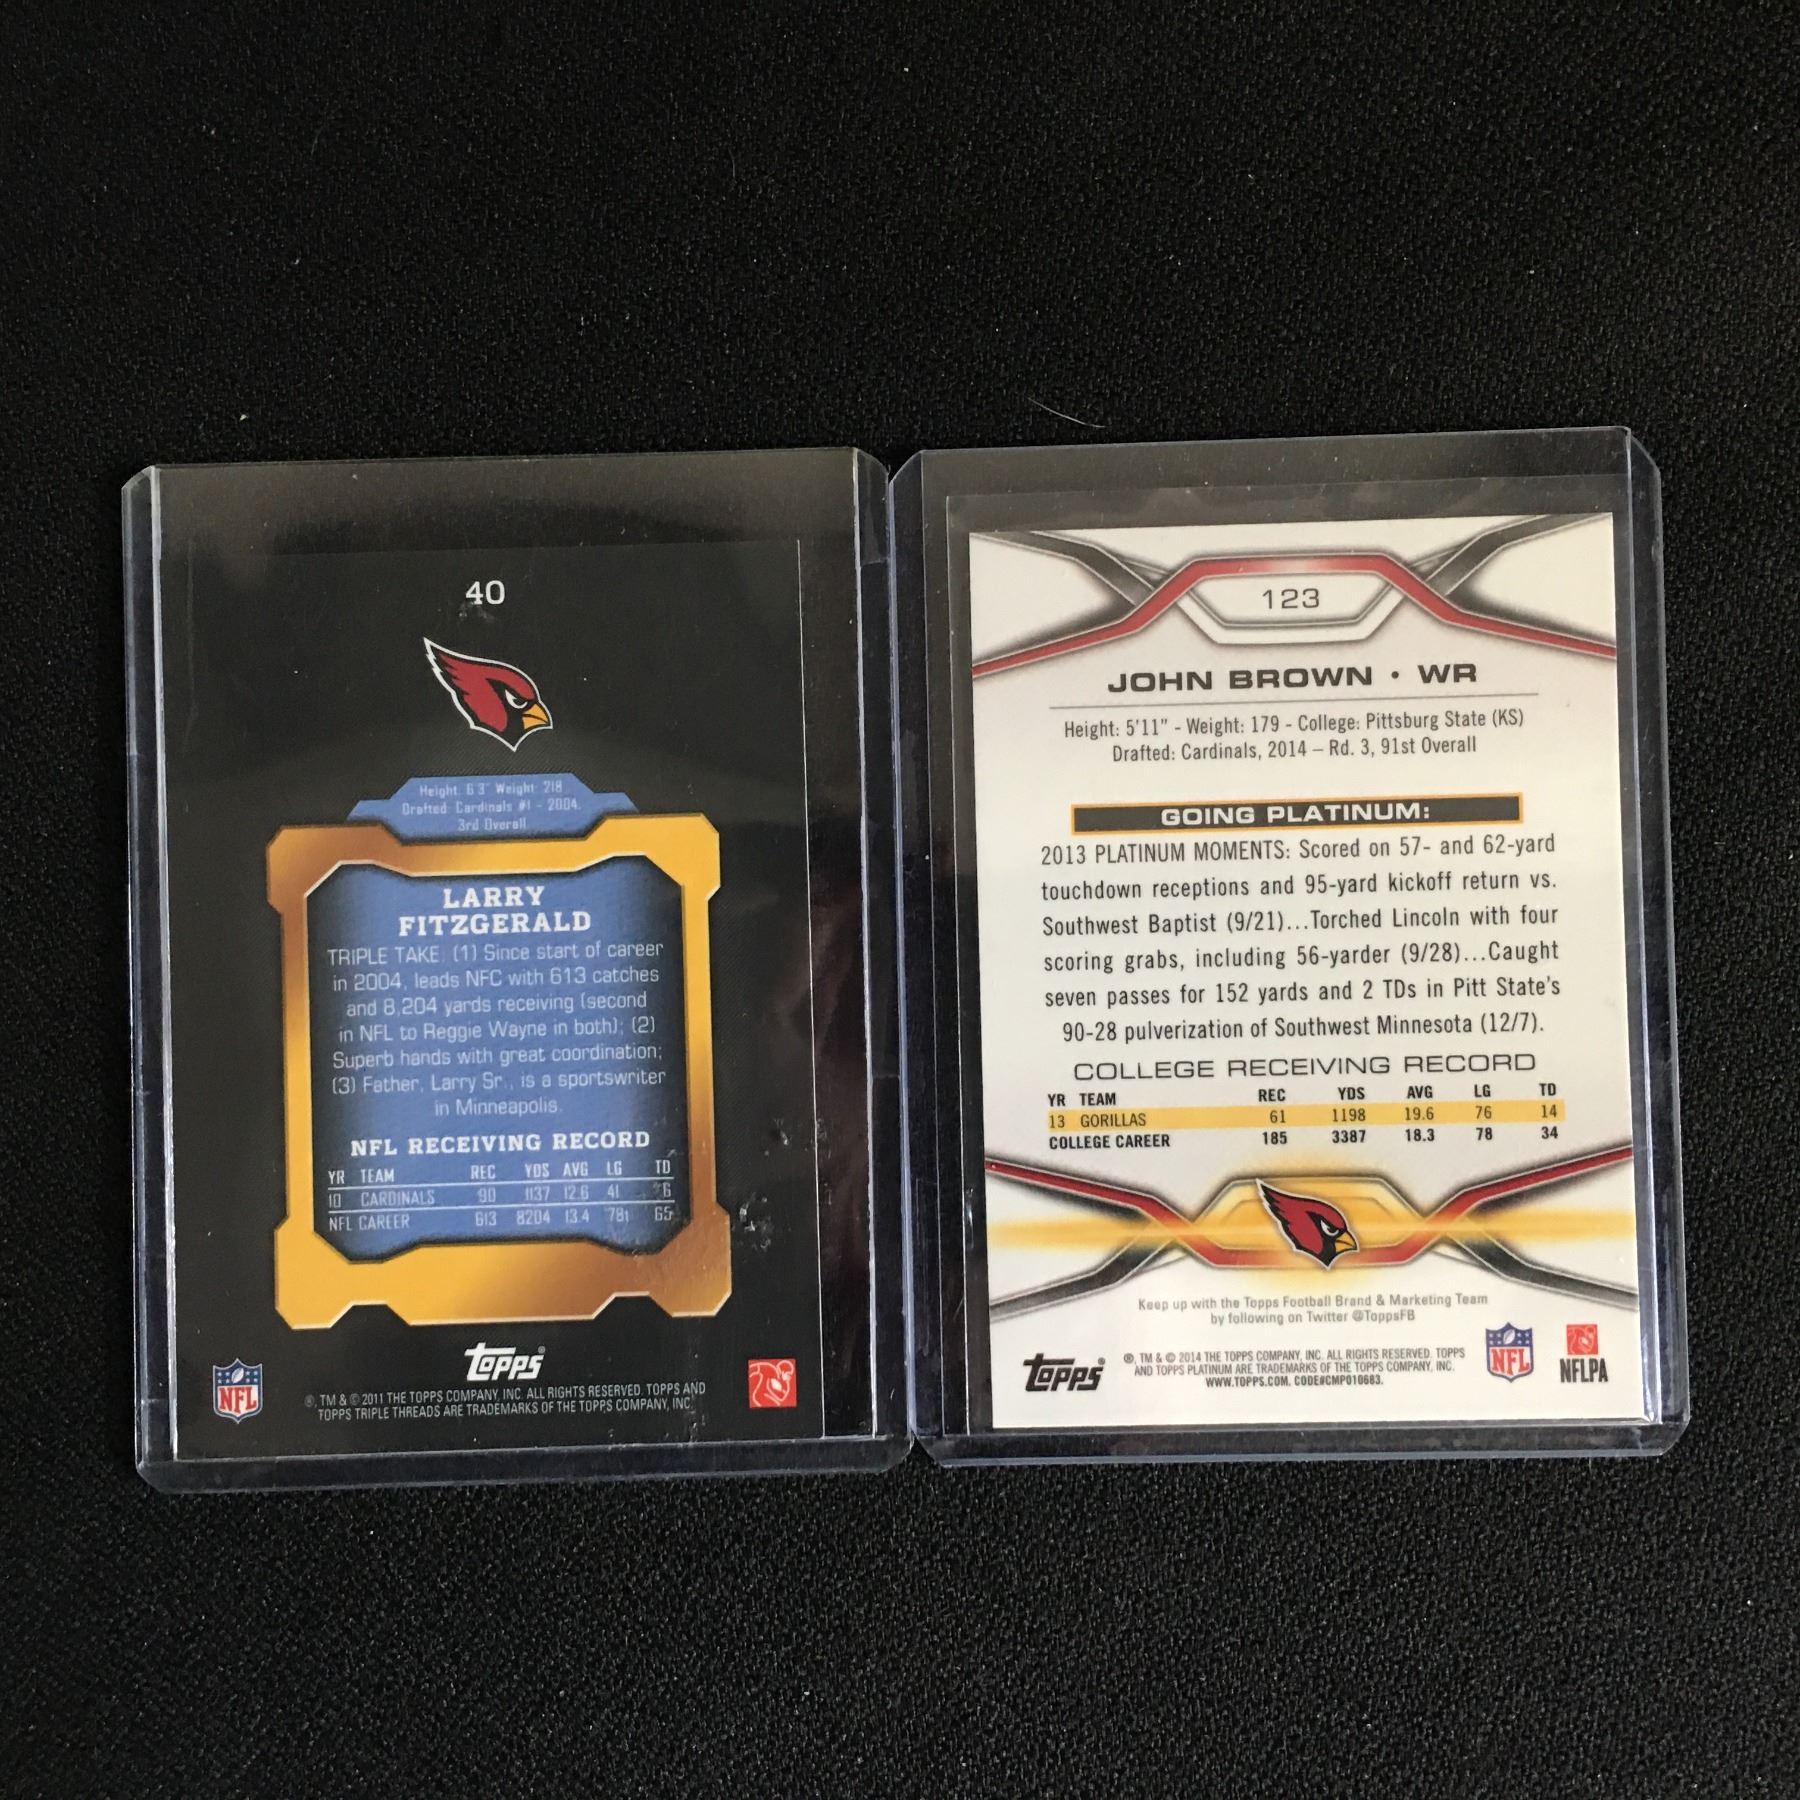 40
Height: 6'3" Weight: 218
Drafted: Cardinals #1 - 2004,
3rd Overall
LARRY
FITZGERALD
TRIPLE TAKE: (1) Since start of career
in 2004, leads NFC with 613 catches
and 8,204 yards receiving (second
in NFL to Reggie Wayne in both); (2)
Superb hands with great coordination;
(3) Father, Larry Sr., is a sportswriter
in Minneapolis.
NFL RECEIVING RECORD
YR TEAM REC YDS AVG LG TD
10 CARDINALS 90 1137 12.6 41 6
NFL CAREER 613 8204 13.4 78t 65
topps®
NFL
®, TM & © 2011 THE TOPPS COMPANY, INC. ALL RIGHTS RESERVED. TOPPS AND
TOPPS TRIPLE THREADS ARE TRADEMARKS OF THE TOPPS COMPANY, INC.
123
JOHN BROWN • WR
Height: 5'11" - Weight: 179 - College: Pittsburg State (KS)
Drafted: Cardinals, 2014 – Rd. 3, 91st Overall
GOING PLATINUM:
2013 PLATINUM MOMENTS: Scored on 57- and 62-yard
touchdown receptions and 95-yard kickoff return vs.
Southwest Baptist (9/21)...Torched Lincoln with four
scoring grabs, including 56-yarder (9/28)...Caught
seven passes for 152 yards and 2 TDs in Pitt State's
90-28 pulverization of Southwest Minnesota (12/7).
COLLEGE RECEIVING RECORD
YR TEAM REC YDS AVG LG TD
13 GORILLAS 61 1198 19.6 76 14
COLLEGE CAREER 185 3387 18.3 78 34
Keep up with the Topps Football Brand & Marketing Team
by following on Twitter @ToppsFB
topps®
®, TM & © 2014 THE TOPPS COMPANY, INC. ALL RIGHTS RESERVED. TOPPS
AND TOPPS PLATINUM ARE TRADEMARKS OF THE TOPPS COMPANY, INC.
WWW.TOPPS.COM. CODE#CMP010683.
NFL
NFLPA